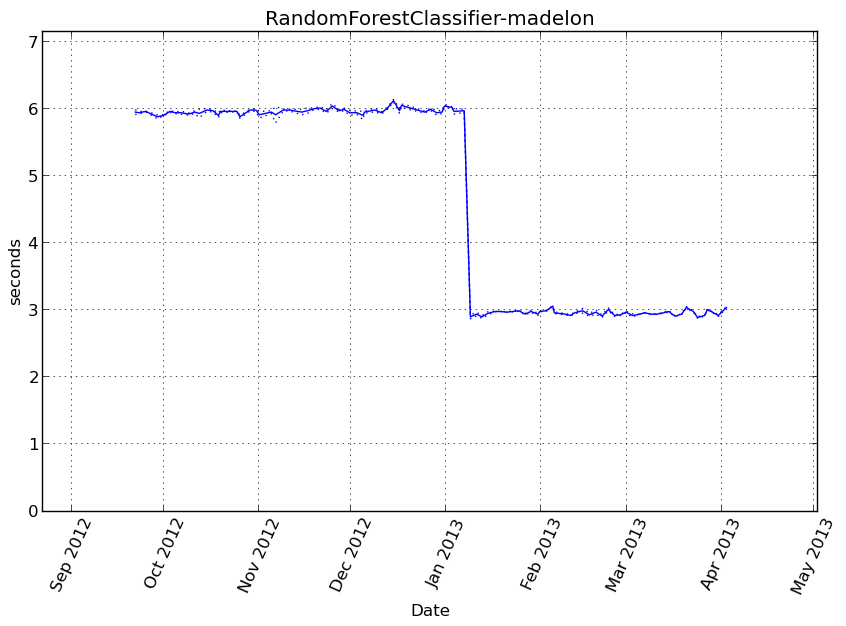 RandomForestClassifier-madelon
7
6
5
4
3
2
1
0
seconds
Sep 2012
Oct 2012
Nov 2012
Dec 2012
Jan 2013
Feb 2013
Mar 2013
Apr 2013
May 2013
Date